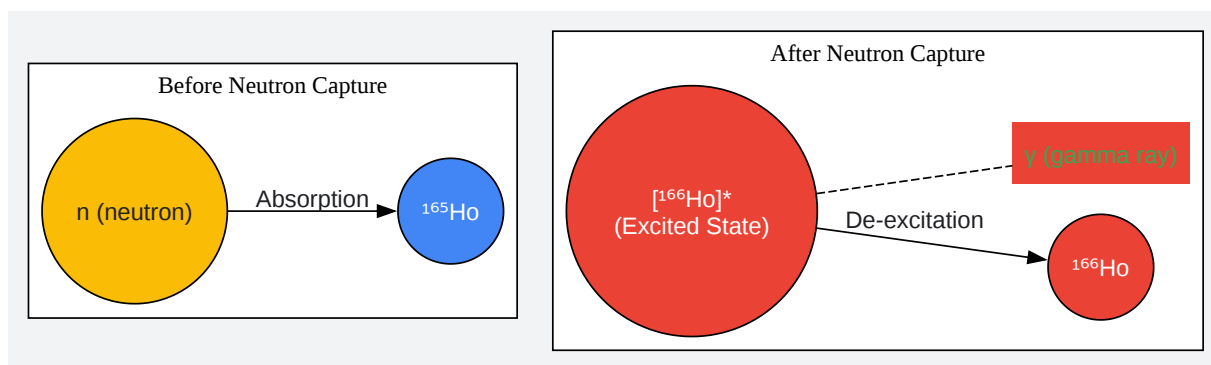 Before Neutron Capture
n (neutron)
Absorption
¹⁶⁵Ho
After Neutron Capture
[¹⁶⁶Ho]*
(Excited State)
γ (gamma ray)
De-excitation
¹⁶⁶Ho